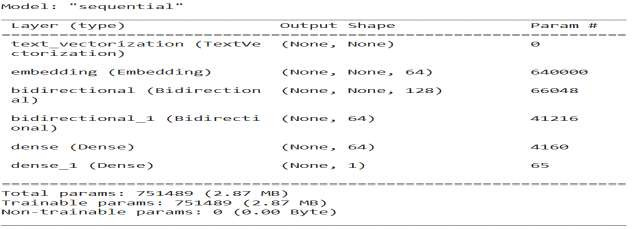 Model: "sequential"
Layer (type) Output Shape Param #
text_vectorization (TextVe (None, None) 0
ctorization)
embedding (Embedding) (None, None, 64) 640000
bidirectional (Bidirection (None, None, 128) 66048
al)
bidirectional_1 (Bidirecti (None, 64) 41216
onal)
dense (Dense) (None, 64) 4160
dense_1 (Dense) (None, 1) 65
Total params: 751489 (2.87 MB)
Trainable params: 751489 (2.87 MB)
Non-trainable params: 0 (0.00 Byte)